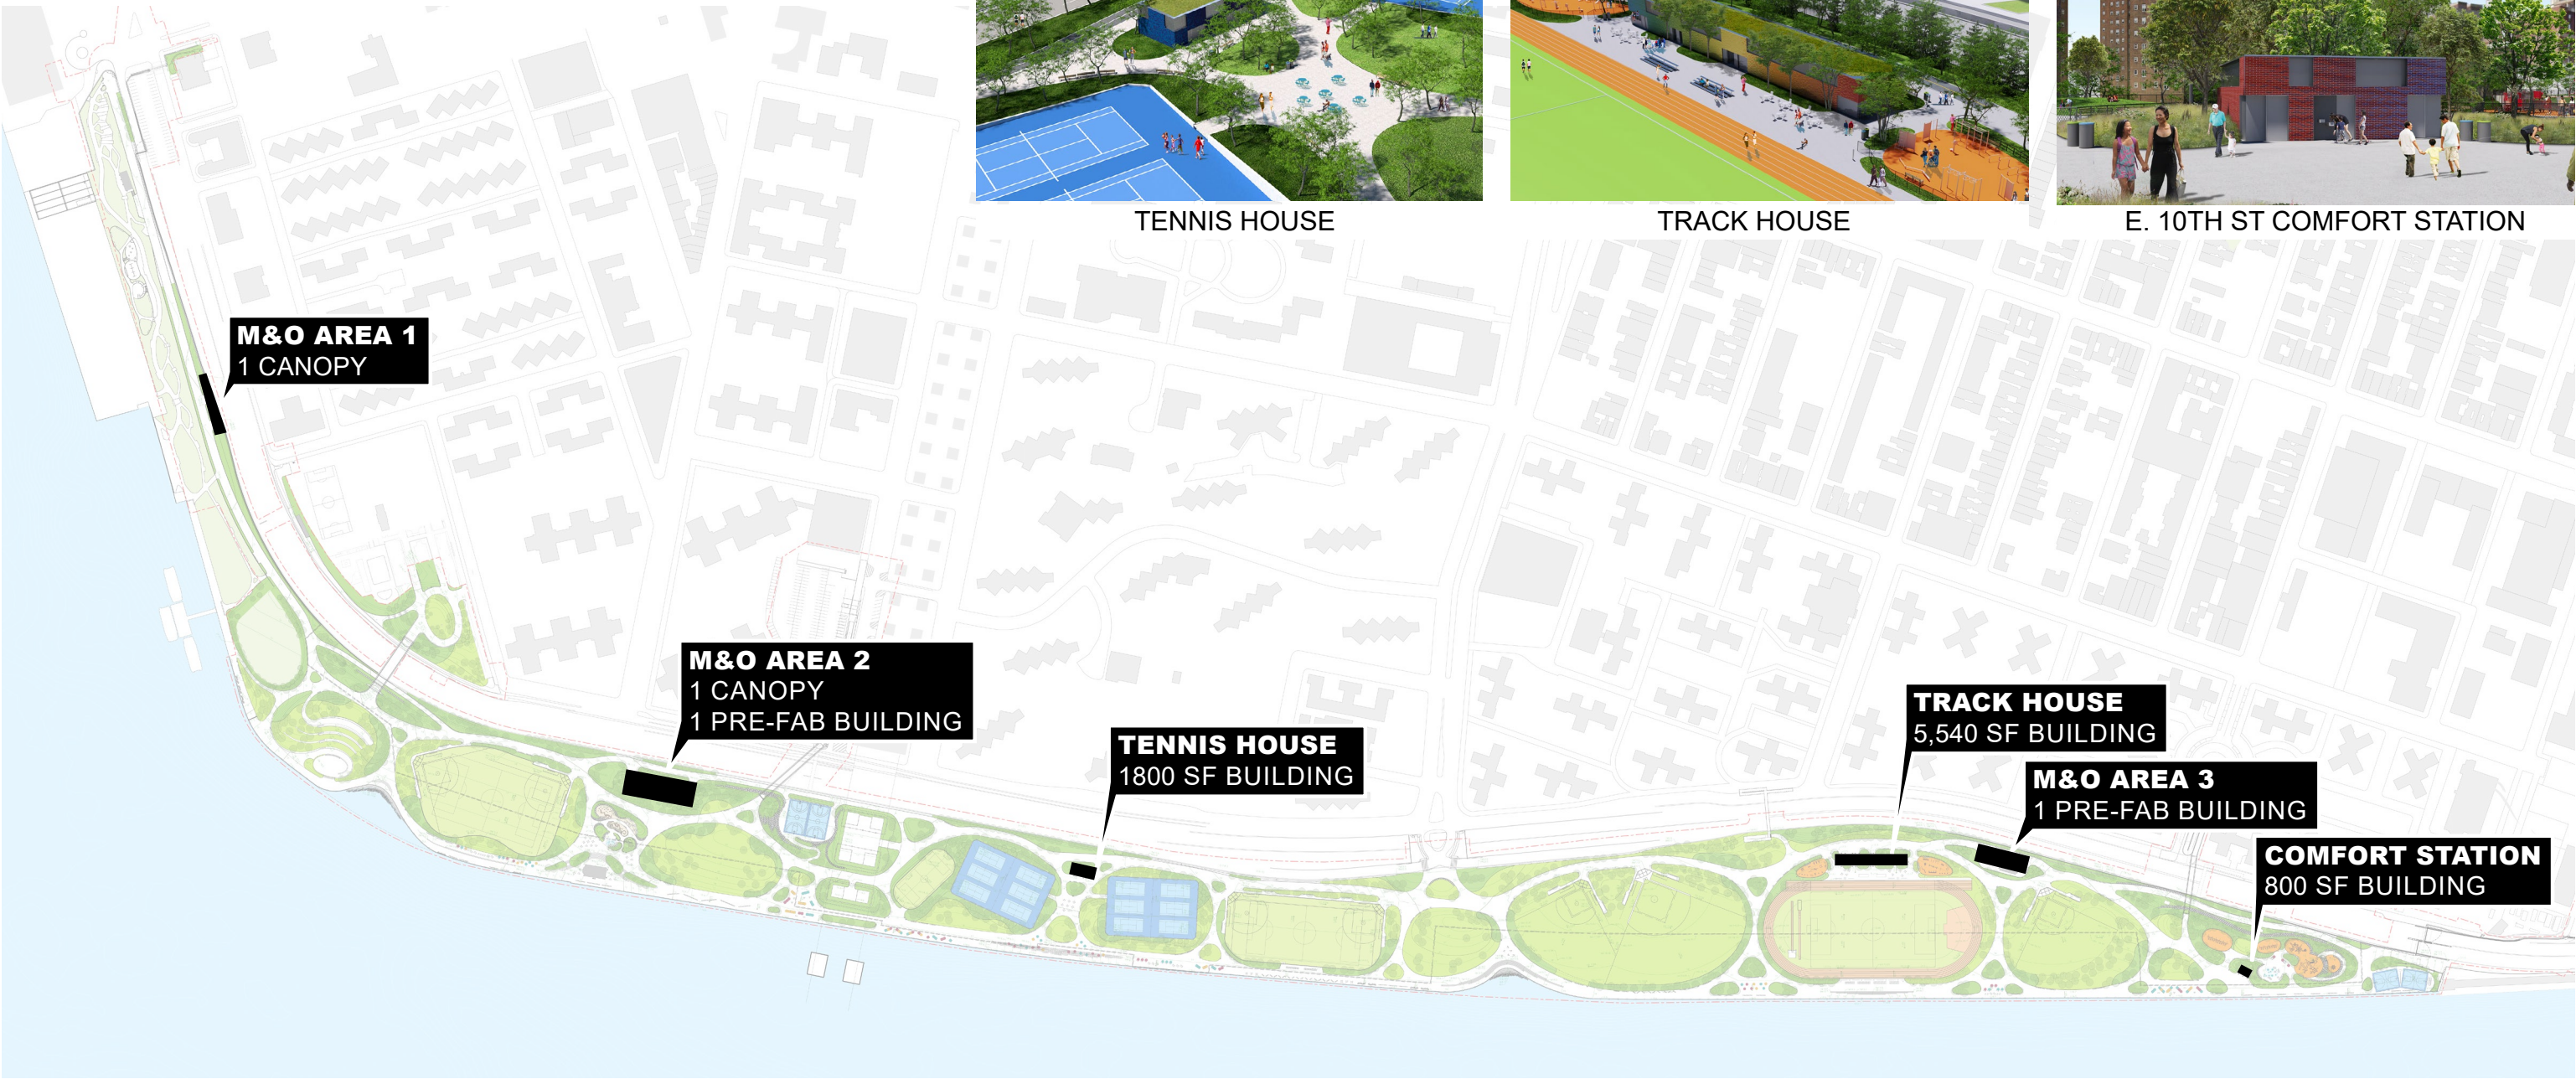 TENNIS HOUSE
TRACK HOUSE
E. 10TH ST COMFORT STATION
M&O AREA 1
1 CANOPY
M&O AREA 2
1 CANOPY
1 PRE-FAB BUILDING
TENNIS HOUSE
1800 SF BUILDING
TRACK HOUSE
5,540 SF BUILDING
M&O AREA 3
1 PRE-FAB BUILDING
COMFORT STATION
800 SF BUILDING